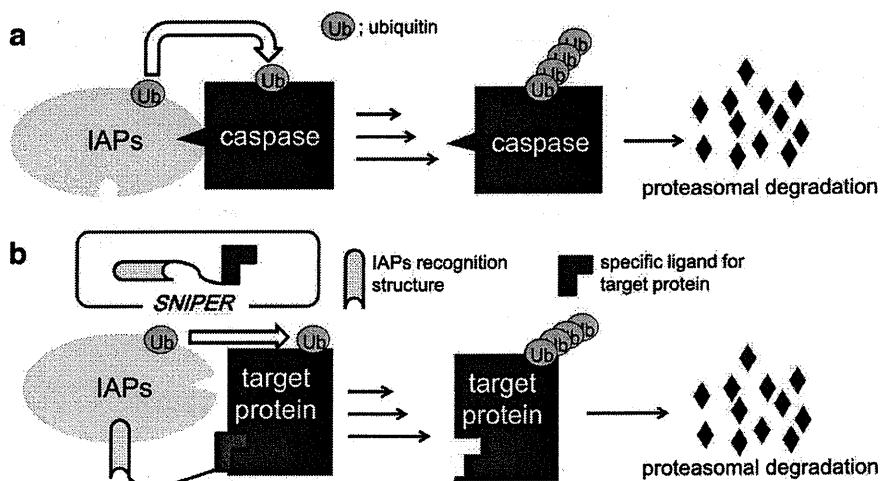 a
Ub ; ubiquitin
Ub
Ub
IAPs
caspase
Ub
Ub
Ub
Ub
caspase
proteasomal degradation
b
SNIPER
IAPs recognition
structure
specific ligand for
target protein
Ub
Ub
IAPs
target
protein
Ub
target
protein
proteasomal degradation